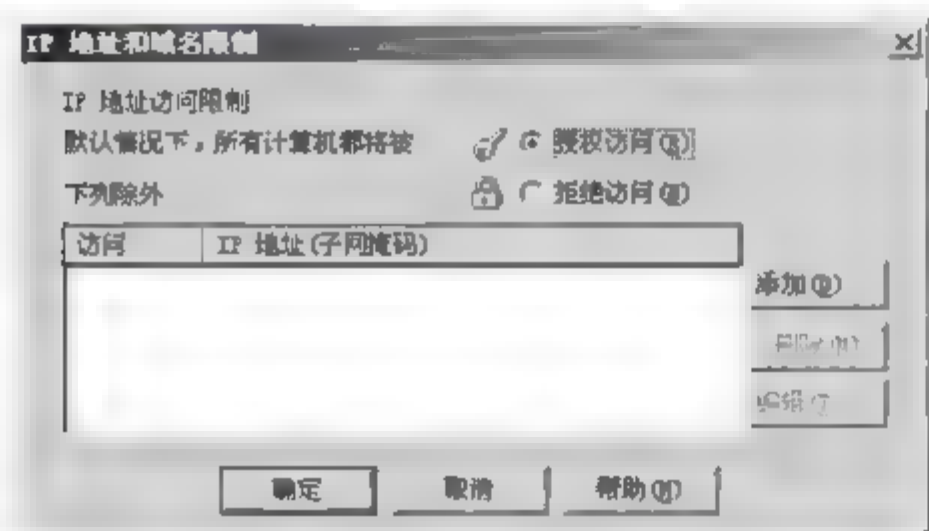 IP 地址和域名限制
IP 地址访问限制
默认情况下，所有计算机都将被
授权访问(R)
下列除外
拒绝访问(N)
访问 IP 地址(子网掩码)
添加(D)
编辑(I)
确定 取消 帮助(H)